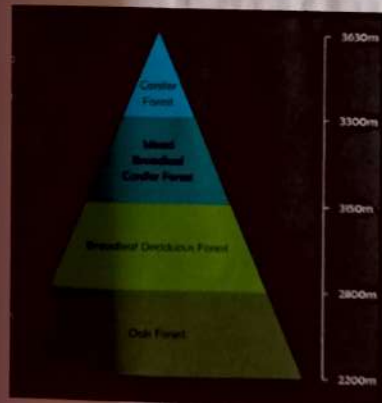 3630m
Conifer
Forest
3300m
Mixed
Broadleaf
Conifer Forest
3150m
Broadleaf Deciduous Forest
2800m
Oak Forest
2200m